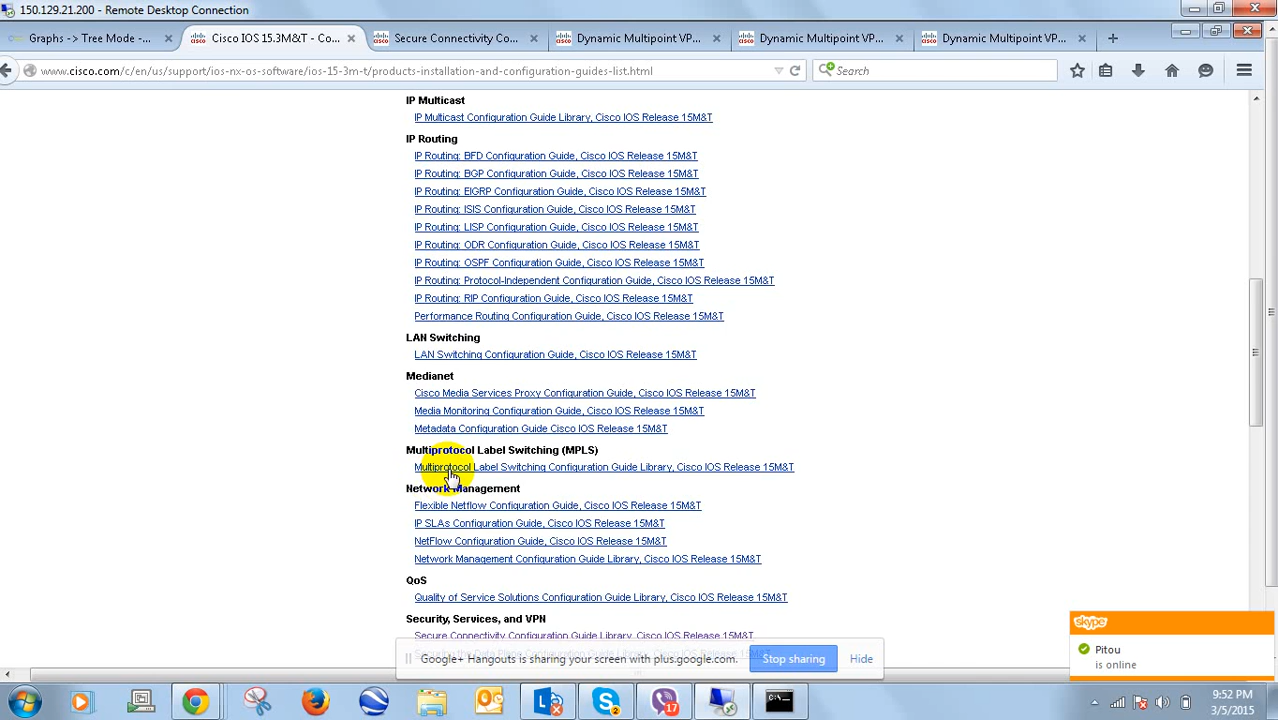 150.129.21.200 - Remote Desktop Connection
Graphs -> Tree Mode -...
Cisco IOS 15.3M&T - Co...
Secure Connectivity Co...
Dynamic Multipoint VP...
Dynamic Multipoint VP...
Dynamic Multipoint VP...
www.cisco.com/c/en/us/support/ios-nx-os-software/ios-15-3m-t/products-installation-and-configuration-guides-list.html
Search
IP Multicast
IP Multicast Configuration Guide Library, Cisco IOS Release 15M&T
IP Routing
IP Routing: BFD Configuration Guide, Cisco IOS Release 15M&T
IP Routing: BGP Configuration Guide, Cisco IOS Release 15M&T
IP Routing: EIGRP Configuration Guide, Cisco IOS Release 15M&T
IP Routing: ISIS Configuration Guide, Cisco IOS Release 15M&T
IP Routing: LISP Configuration Guide, Cisco IOS Release 15M&T
IP Routing: ODR Configuration Guide, Cisco IOS Release 15M&T
IP Routing: OSPF Configuration Guide, Cisco IOS Release 15M&T
IP Routing: Protocol-Independent Configuration Guide, Cisco IOS Release 15M&T
IP Routing: RIP Configuration Guide, Cisco IOS Release 15M&T
Performance Routing Configuration Guide, Cisco IOS Release 15M&T
LAN Switching
LAN Switching Configuration Guide, Cisco IOS Release 15M&T
Medianet
Cisco Media Services Proxy Configuration Guide, Cisco IOS Release 15M&T
Media Monitoring Configuration Guide, Cisco IOS Release 15M&T
Metadata Configuration Guide Cisco IOS Release 15M&T
Multiprotocol Label Switching (MPLS)
Multiprotocol Label Switching Configuration Guide Library, Cisco IOS Release 15M&T
Network Management
Flexible Netflow Configuration Guide, Cisco IOS Release 15M&T
IP SLAs Configuration Guide, Cisco IOS Release 15M&T
NetFlow Configuration Guide, Cisco IOS Release 15M&T
Network Management Configuration Guide Library, Cisco IOS Release 15M&T
QoS
Quality of Service Solutions Configuration Guide Library, Cisco IOS Release 15M&T
Security, Services, and VPN
Secure Connectivity Configuration Guide Library, Cisco IOS Release 15M&T
Google+ Hangouts is sharing your screen with plus.google.com.
Stop sharing
Hide
skype
Pitou
is online
2
17
9:52 PM
3/5/2015